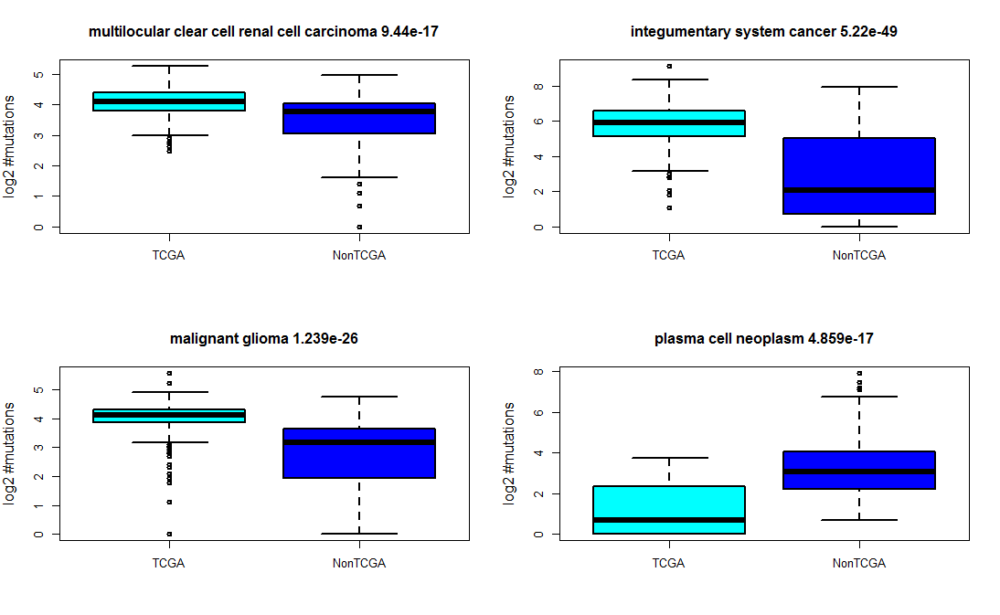 multilocular clear cell renal cell carcinoma 9.44e-17
log2 #mutations
5
4
3
2
1
0
TCGA
NonTCGA
integumentary system cancer 5.22e-49
log2 #mutations
8
6
4
2
0
TCGA
NonTCGA
malignant glioma 1.239e-26
log2 #mutations
5
4
3
2
1
0
TCGA
NonTCGA
plasma cell neoplasm 4.859e-17
log2 #mutations
8
6
4
2
0
TCGA
NonTCGA